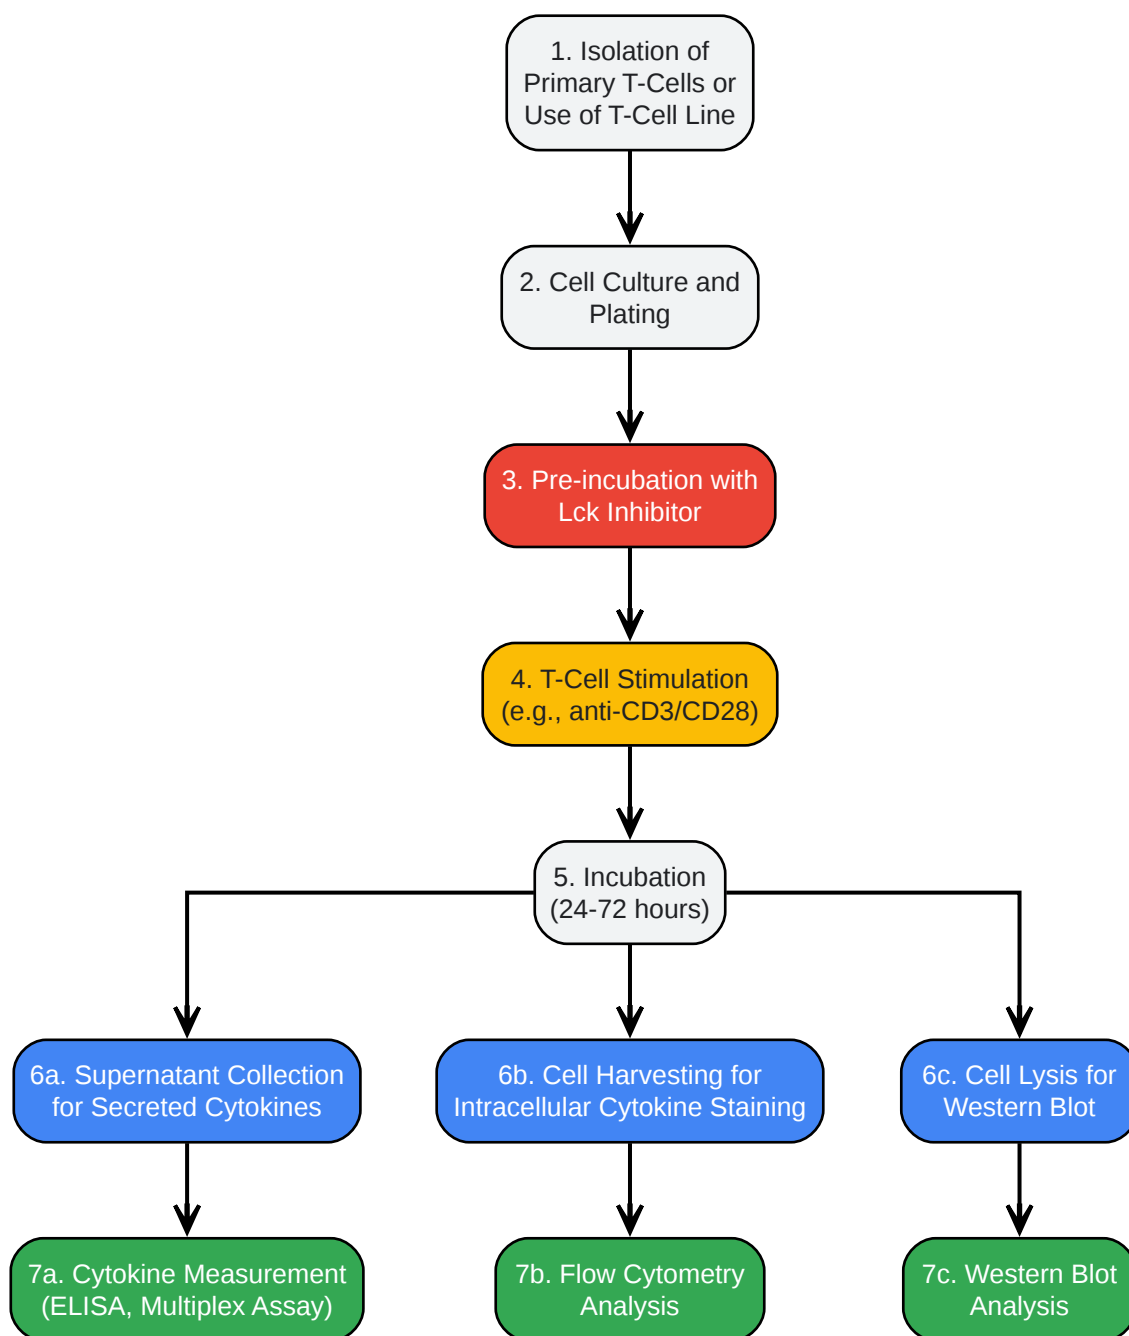 1. Isolation of
Primary T-Cells or
Use of T-Cell Line
2. Cell Culture and
Plating
3. Pre-incubation with
Lck Inhibitor
4. T-Cell Stimulation
(e.g., anti-CD3/CD28)
5. Incubation
(24-72 hours)
6a. Supernatant Collection
for Secreted Cytokines
6b. Cell Harvesting for
Intracellular Cytokine Staining
6c. Cell Lysis for
Western Blot
7a. Cytokine Measurement
(ELISA, Multiplex Assay)
7b. Flow Cytometry
Analysis
7c. Western Blot
Analysis